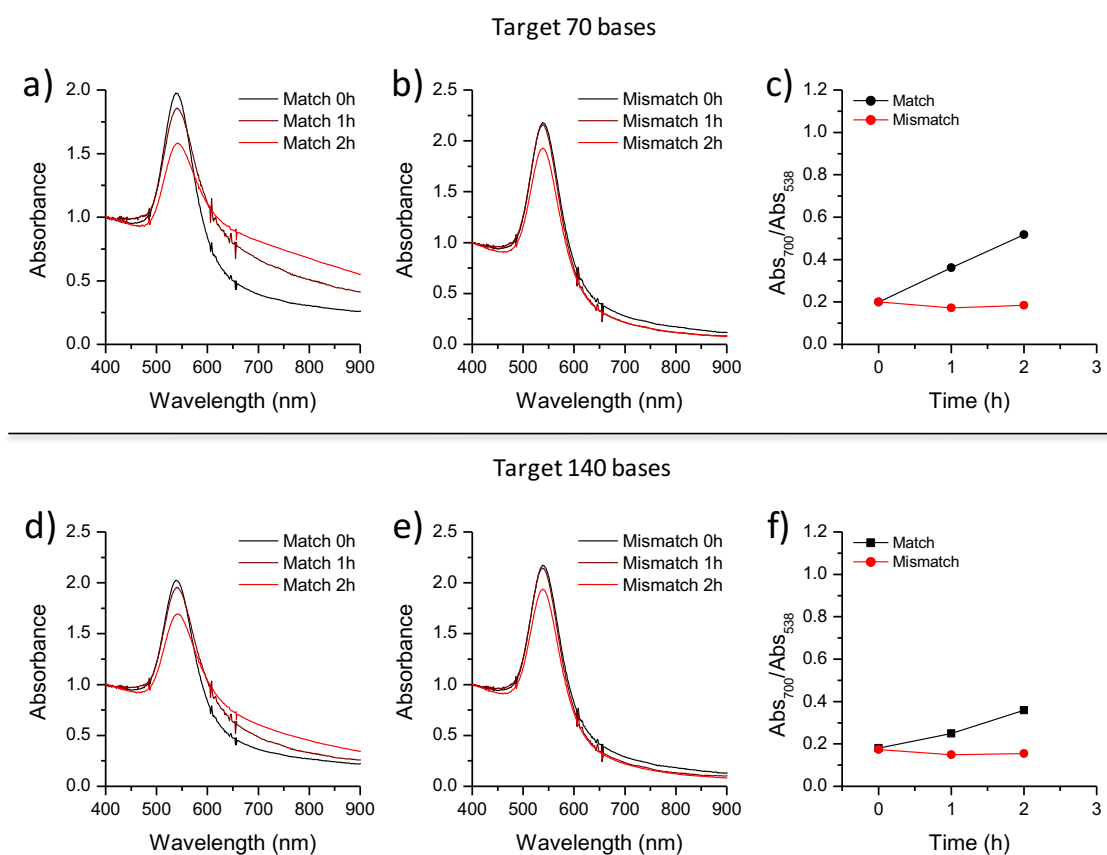 Target 70 bases
a)
Match 0h
Match 1h
Match 2h
2.0
1.5
1.0
0.5
0.0
Absorbance
400 500 600 700 800 900
Wavelength (nm)
b)
Mismatch 0h
Mismatch 1h
Mismatch 2h
2.5
2.0
1.5
1.0
0.5
0.0
Absorbance
400 500 600 700 800 900
Wavelength (nm)
c)
Match
Mismatch
1.2
1.0
0.8
0.6
0.4
0.2
0.0
Abs700/Abs538
0 1 2 3
Time (h)
Target 140 bases
d)
Match 0h
Match 1h
Match 2h
2.5
2.0
1.5
1.0
0.5
0.0
Absorbance
400 500 600 700 800 900
Wavelength (nm)
e)
Mismatch 0h
Mismatch 1h
Mismatch 2h
2.5
2.0
1.5
1.0
0.5
0.0
Absorbance
400 500 600 700 800 900
Wavelength (nm)
f)
Match
Mismatch
1.2
1.0
0.8
0.6
0.4
0.2
0.0
Abs700/Abs538
0 1 2 3
Time (h)